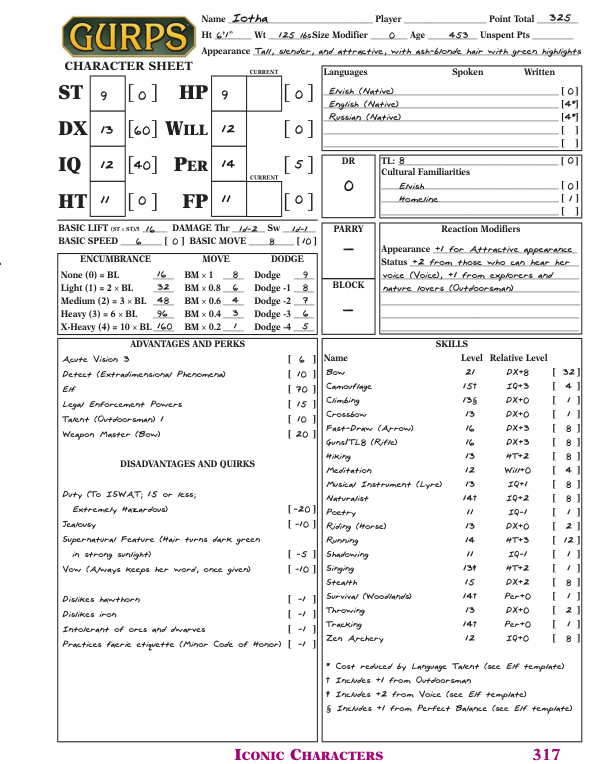 GURPS
CHARACTER SHEET
Name Iotha Player Point Total 325
Ht 6'1" Wt 125 lbs Size Modifier 0 Age 453 Unspent Pts
Appearance Tall, slender, and attractive, with ash-blonde hair with green highlights
CURRENT
ST 9 [0] HP 9 [0]
DX 13 [60] WILL 12 [0]
IQ 12 [40] PER 14 [5]
CURRENT
HT 11 [0] FP 11 [0]
BASIC LIFT (ST x ST)/5 16 DAMAGE Thr 1d-2 Sw 1d-1
BASIC SPEED 6 [0] BASIC MOVE 8 [10]
ENCUMBRANCE MOVE DODGE
None (0) = BL 16 BM × 1 8 Dodge 9
Light (1) = 2 × BL 32 BM × 0.8 6 Dodge -1 8
Medium (2) = 3 × BL 48 BM × 0.6 4 Dodge -2 7
Heavy (3) = 6 × BL 96 BM × 0.4 3 Dodge -3 6
X-Heavy (4) = 10 × BL 160 BM × 0.2 1 Dodge -4 5
Languages Spoken Written
Elvish (Native) [0]
English (Native) [4*]
Russian (Native) [4*]
[ ]
[ ]
DR
0
TL: 8 [0]
Cultural Familiarities
Elvish [0]
Homeline [1]
[ ]
PARRY
—
BLOCK
—
Reaction Modifiers
Appearance +1 for Attractive appearance
Status +2 from those who can hear her
voice (Voice), +1 from explorers and
nature lovers (Outdoorsman)
ADVANTAGES AND PERKS
Acute Vision 3 [6]
Detect (Extradimensional Phenomena) [10]
Elf [70]
Legal Enforcement Powers [15]
Talent (Outdoorsman) 1 [10]
Weapon Master (Bow) [20]
DISADVANTAGES AND QUIRKS
Duty (To ISWAT; 15 or less;
Extremely Hazardous) [-20]
Jealousy [-10]
Supernatural Feature (Hair turns dark green
in strong sunlight) [-5]
Vow (Always keeps her word, once given) [-10]
Dislikes hawthorn [-1]
Dislikes iron [-1]
Intolerant of orcs and dwarves [-1]
Practices faerie etiquette (Minor Code of Honor) [-1]
SKILLS
Name Level Relative Level
Bow 21 DX+8 [32]
Camouflage 15† IQ+3 [4]
Climbing 13§ DX+0 [1]
Crossbow 13 DX+0 [1]
Fast-Draw (Arrow) 16 DX+3 [8]
Guns/TL8 (Rifle) 16 DX+3 [8]
Hiking 13 HT+2 [8]
Meditation 12 Will+0 [4]
Musical Instrument (Lyre) 13 IQ+1 [8]
Naturalist 14† IQ+2 [8]
Poetry 11 IQ-1 [1]
Riding (Horse) 13 DX+0 [2]
Running 14 HT+3 [12]
Shadowing 11 IQ-1 [1]
Singing 13‡ HT+2 [1]
Stealth 15 DX+2 [8]
Survival (Woodlands) 14† Per+0 [1]
Throwing 13 DX+0 [2]
Tracking 14† Per+0 [1]
Zen Archery 12 IQ+0 [8]
* Cost reduced by Language Talent (see Elf template)
† Includes +1 from Outdoorsman
‡ Includes +2 from Voice (see Elf template)
§ Includes +1 from Perfect Balance (see Elf template)
ICONIC CHARACTERS 317